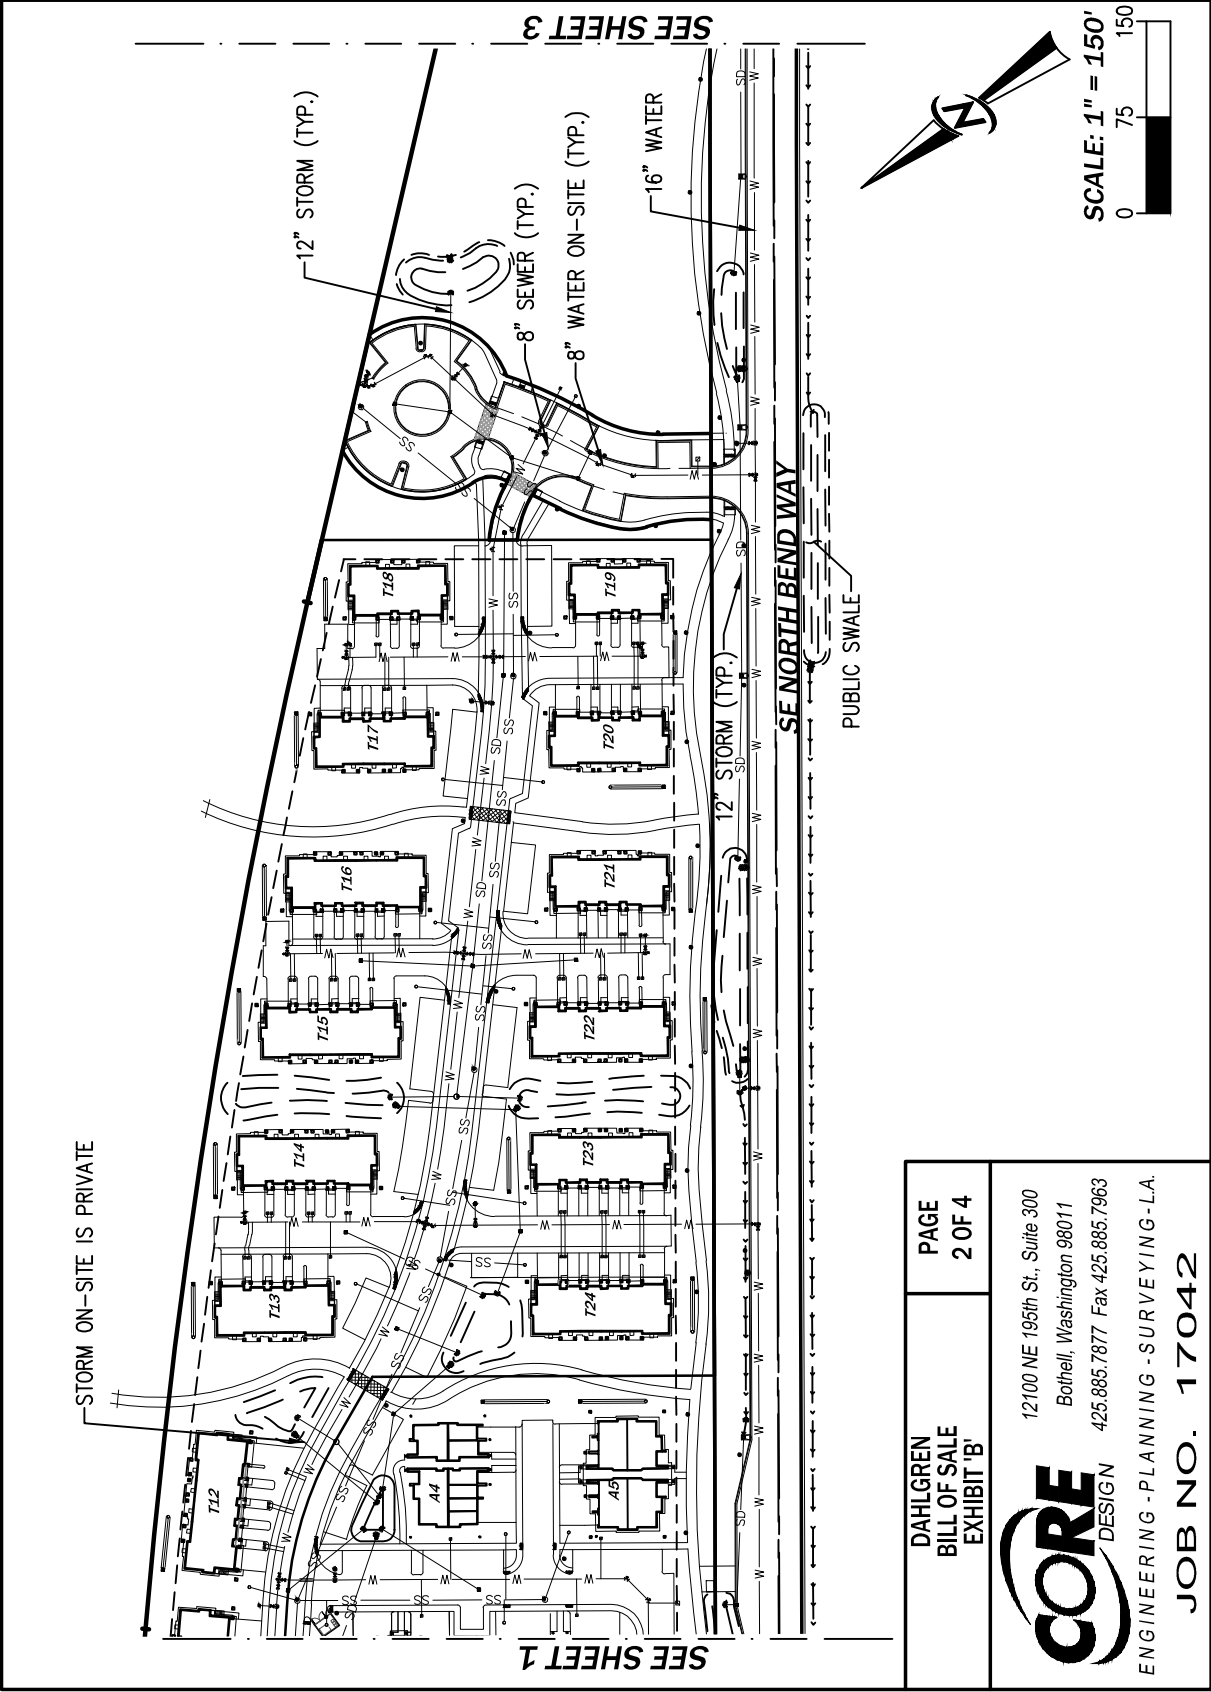 SEE SHEET 3
12" STORM (TYP.)
8" SEWER (TYP.)
8" WATER ON-SITE (TYP.)
16" WATER
SCALE: 1" = 150'
0
75
150
N
SE NORTH BEND WAY
PUBLIC SWALE
12" STORM (TYP.)
STORM ON-SITE IS PRIVATE
T12
T13
T14
T15
T16
T17
T18
T19
T20
T21
T22
T23
T24
A4
A5
SS
SD
W
SEE SHEET 1
DAHLGREN
BILL OF SALE
EXHIBIT 'B'
PAGE
2 OF 4
CORE
DESIGN
12100 NE 195th St., Suite 300
Bothell, Washington 98011
425.885.7877 Fax 425.885.7963
ENGINEERING - PLANNING - SURVEYING - L.A.
JOB NO. 17042